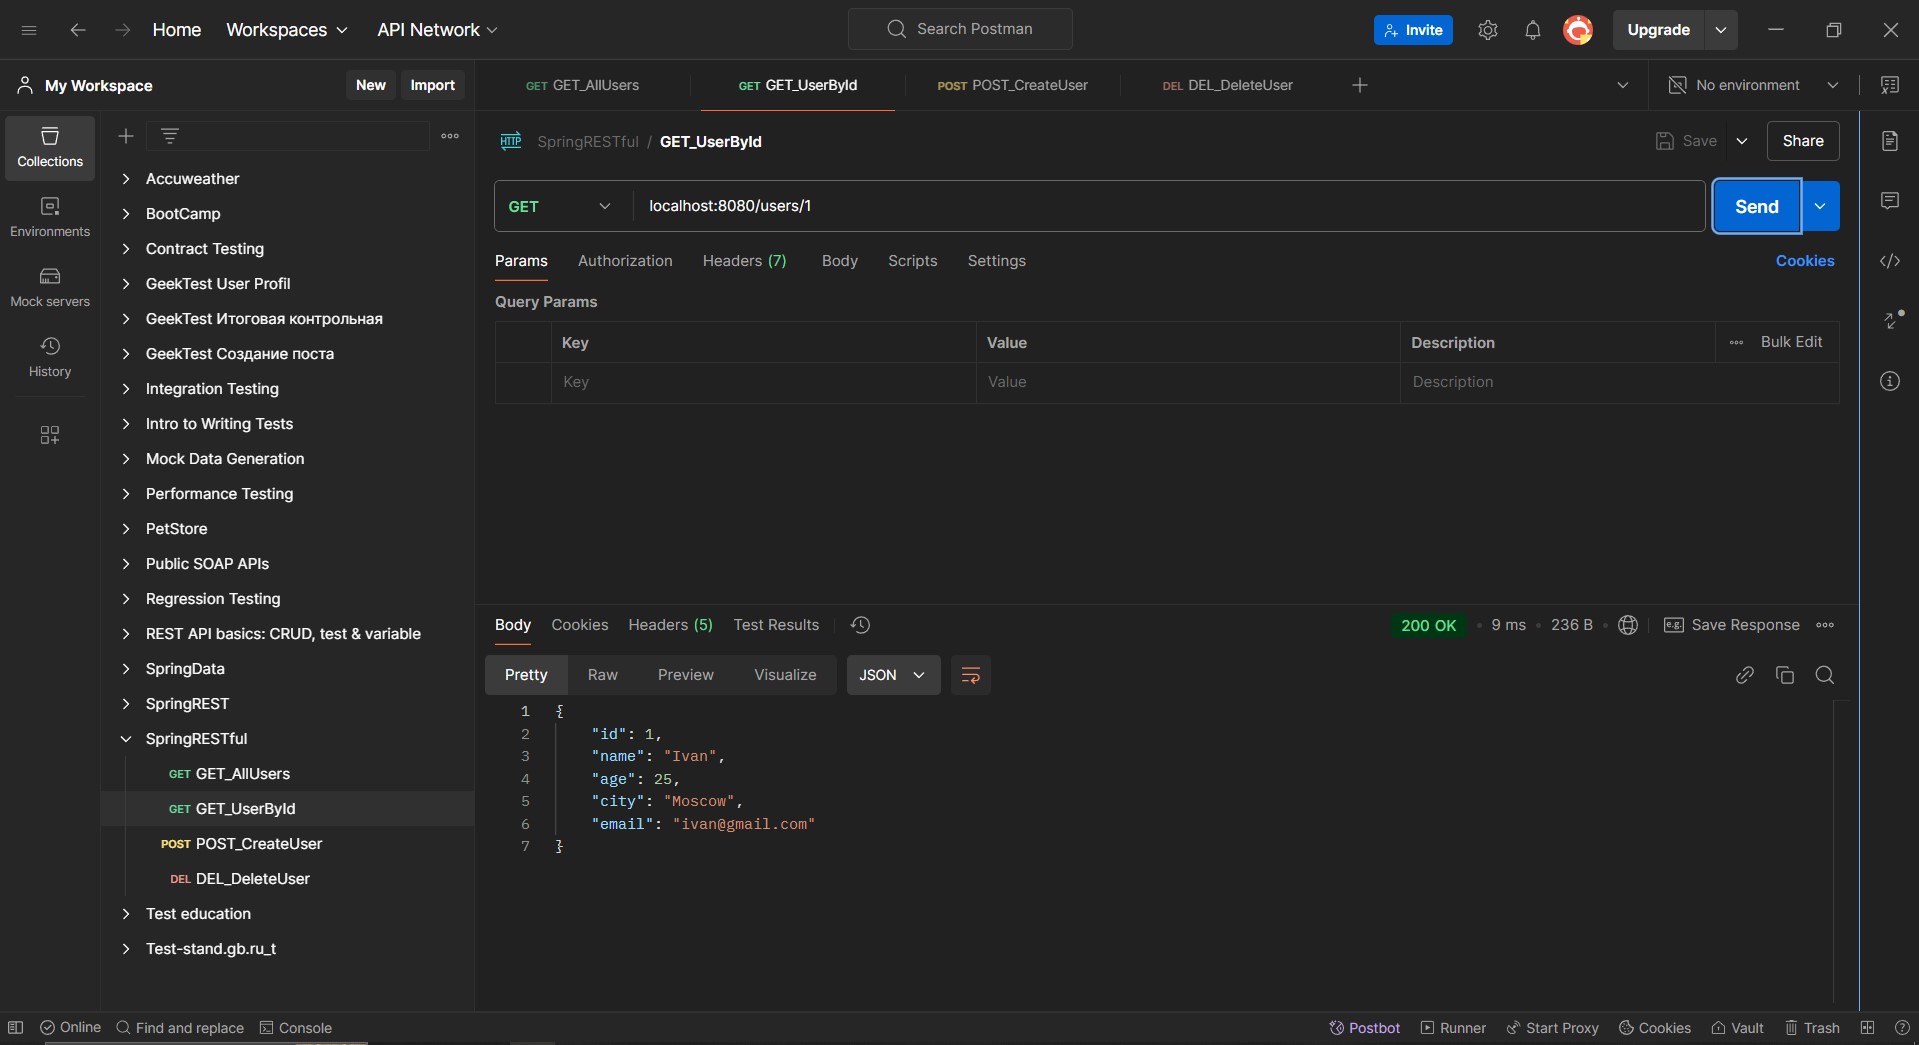 Home Workspaces API Network Search Postman Invite Upgrade
My Workspace New Import GET GET_AllUsers GET GET_UserById POST POST_CreateUser DEL DEL_DeleteUser No environment
Collections
Environments
Mock servers
History
Accuweather
BootCamp
Contract Testing
GeekTest User Profil
GeekTest Итоговая контрольная
GeekTest Создание поста
Integration Testing
Intro to Writing Tests
Mock Data Generation
Performance Testing
PetStore
Public SOAP APIs
Regression Testing
REST API basics: CRUD, test & variable
SpringData
SpringREST
SpringRESTful
GET GET_AllUsers
GET GET_UserById
POST POST_CreateUser
DEL DEL_DeleteUser
Test education
Test-stand.gb.ru_t
HTTP SpringRESTful / GET_UserById Save Share
GET localhost:8080/users/1 Send
Params Authorization Headers (7) Body Scripts Settings Cookies
Query Params
Key Value Description Bulk Edit
Key Value Description
Body Cookies Headers (5) Test Results 200 OK 9 ms 236 B e.g. Save Response
Pretty Raw Preview Visualize JSON
1 {
2 "id": 1,
3 "name": "Ivan",
4 "age": 25,
5 "city": "Moscow",
6 "email": "ivan@gmail.com"
7 }
Online Find and replace Console Postbot Runner Start Proxy Cookies Vault Trash